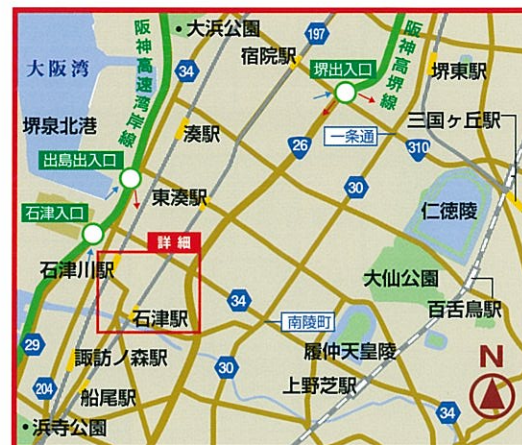 大浜公園
197
宿院駅
阪神高速湾岸線
大阪湾
34
堺出入口
阪神高速堺線
堺東駅
三国ヶ丘駅
堺泉北港
湊駅
26
一条通
310
出島出入口
30
東湊駅
仁徳陵
石津入口
詳細
石津川駅
大仙公園
34
百舌鳥駅
石津駅
南陵町
29
諏訪ノ森駅
30
履仲天皇陵
N
204
船尾駅
上野芝駅
34
浜寺公園